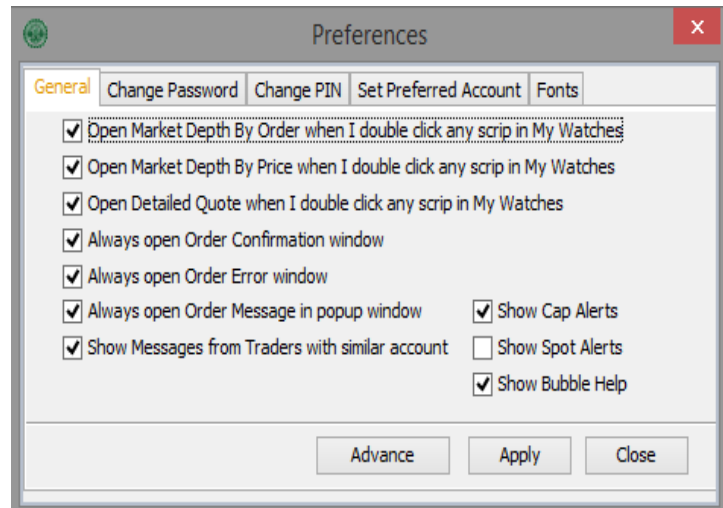 Preferences
x
General Change Password Change PIN Set Preferred Account Fonts
Open Market Depth By Order when I double click any scrip in My Watches
Open Market Depth By Price when I double click any scrip in My Watches
Open Detailed Quote when I double click any scrip in My Watches
Always open Order Confirmation window
Always open Order Error window
Always open Order Message in popup window Show Cap Alerts
Show Messages from Traders with similar account Show Spot Alerts
Show Bubble Help
Advance Apply Close